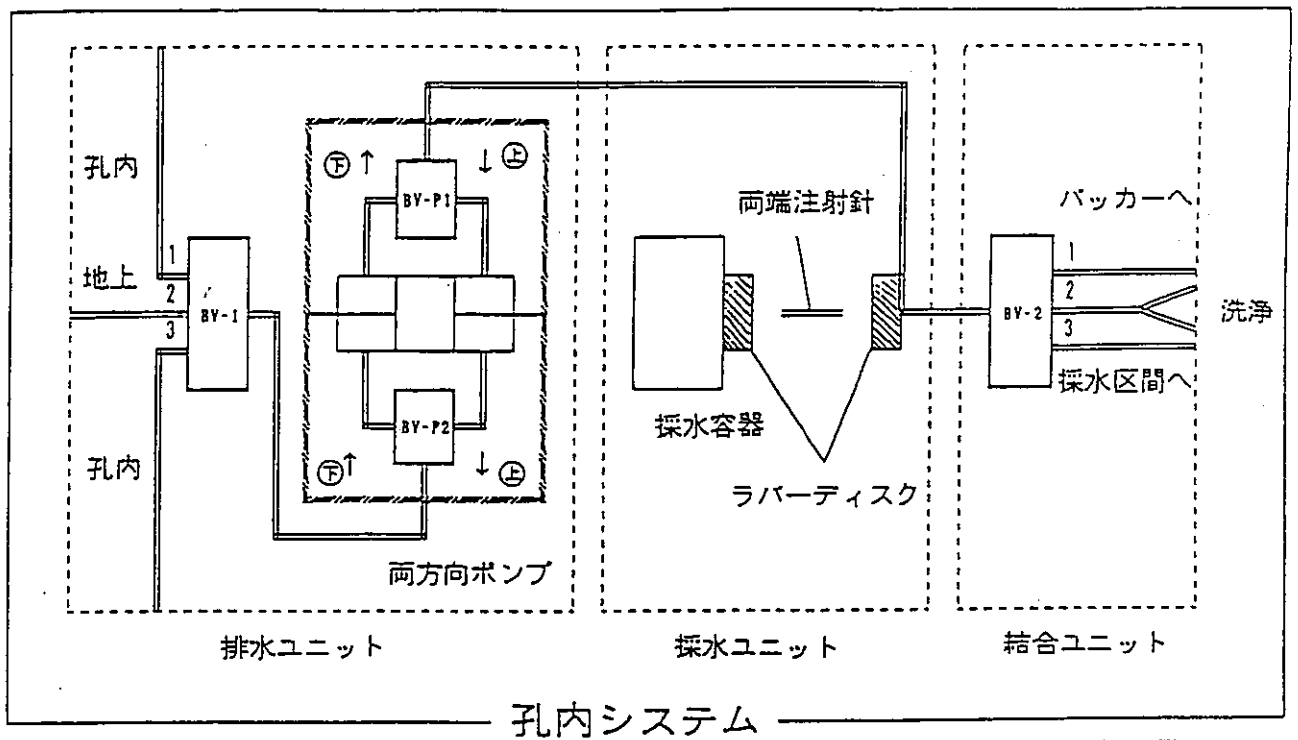 孔内
地上
孔内
1
2
3
BV-1
下 ↑
↓ 上
BV-P1
BV-P2
下 ↑
↓ 上
両方向ポンプ
排水ユニット
両端注射針
採水容器
ラバーディスク
採水ユニット
BV-2
1
2
3
パッカーへ
洗浄
採水区間へ
結合ユニット
孔内システム